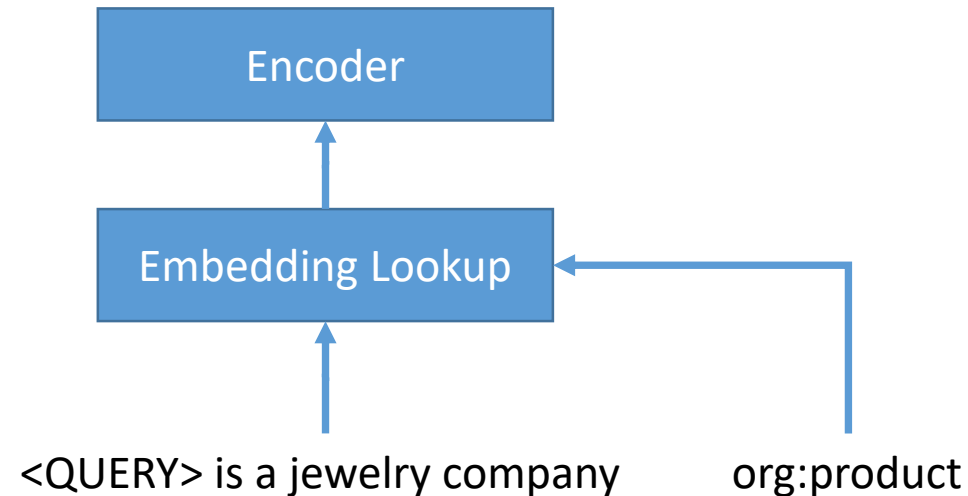 Encoder
Embedding Lookup
<QUERY> is a jewelry company
org:product